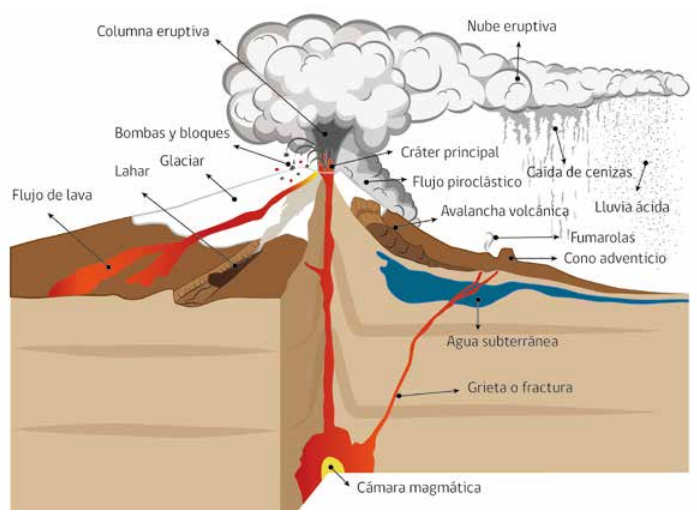 Columna eruptiva
Nube eruptiva
Bombas y bloques
Glaciar
Cráter principal
Caída de cenizas
Lahar
Flujo piroclástico
Flujo de lava
Avalancha volcánica
Lluvia ácida
Fumarolas
Cono adventicio
Agua subterránea
Grieta o fractura
Cámara magmática